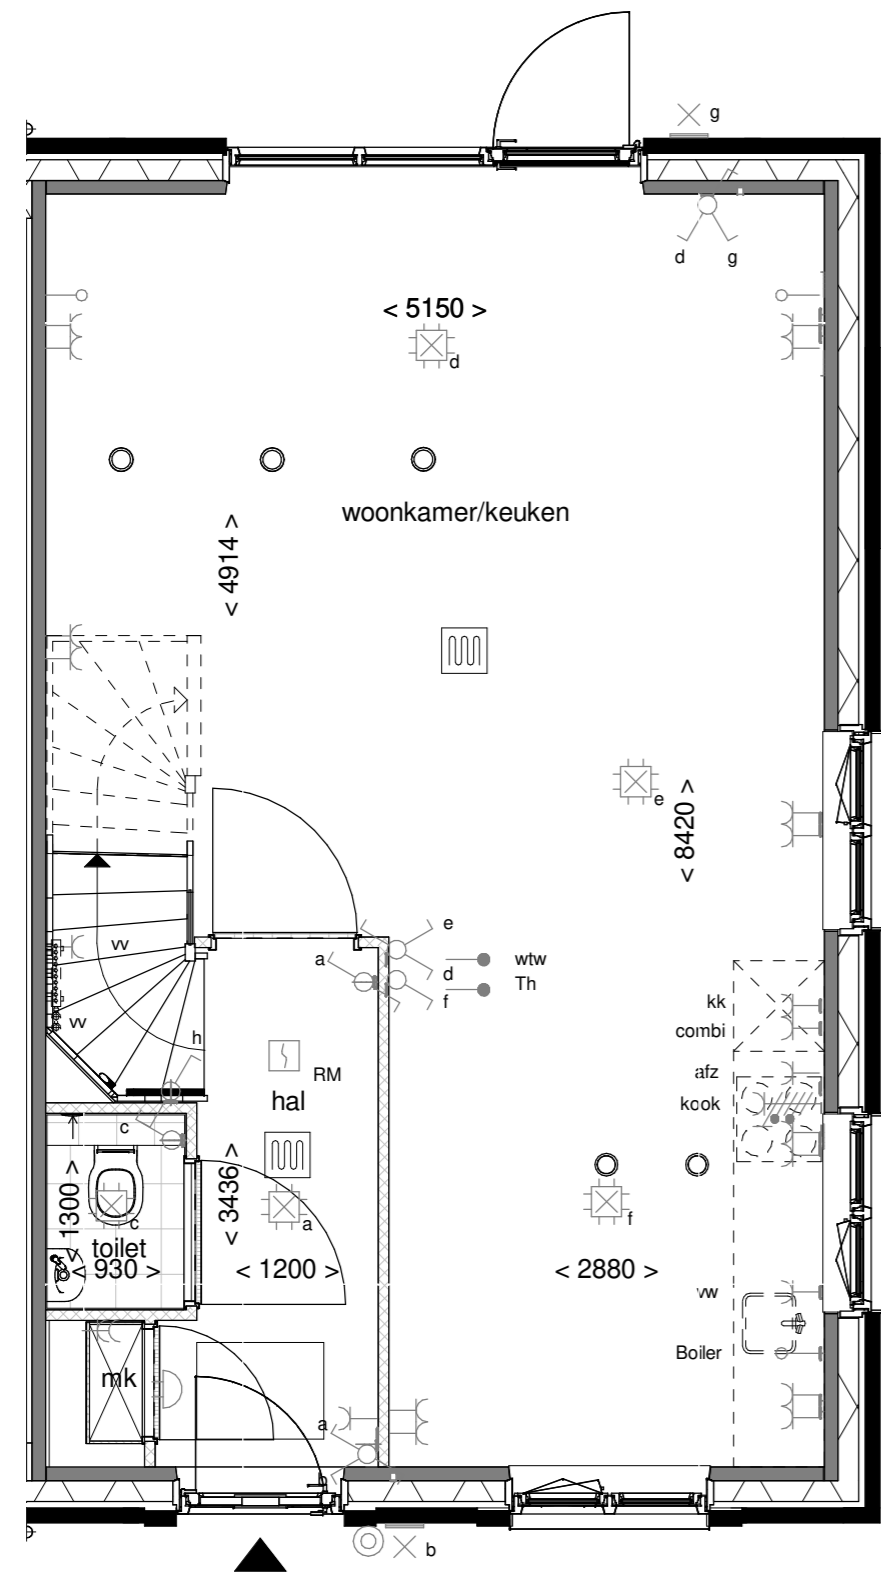 g
d
g
< 5150 >
d
woonkamer/keuken
< 4914 >
e
< 8420 >
e
a
d
f
wtw
Th
vv
vv
h
kk
combi
afz
kook
RM
hal
c
< 1300 >
c
toilet
< 930 >
< 3436 >
a
< 1200 >
f
< 2880 >
vw
Boiler
mk
a
b